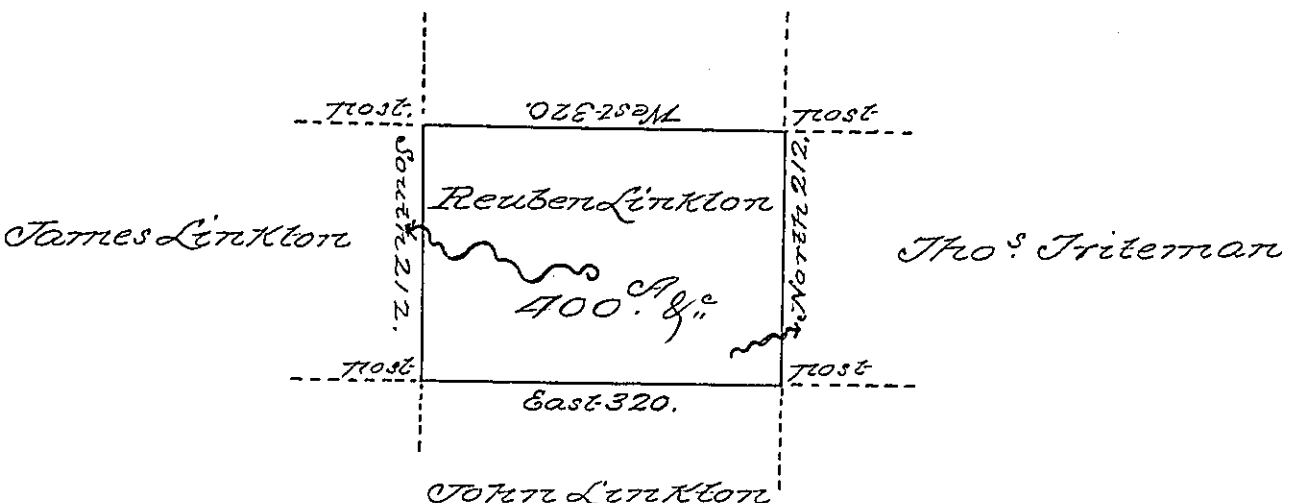 Post.
West 320.
Post
South 212.
Reuben Linkton
North 212.
James Linkton
Thos. Triteman
400.A &c
Post
Post
East 320.
John Linkton